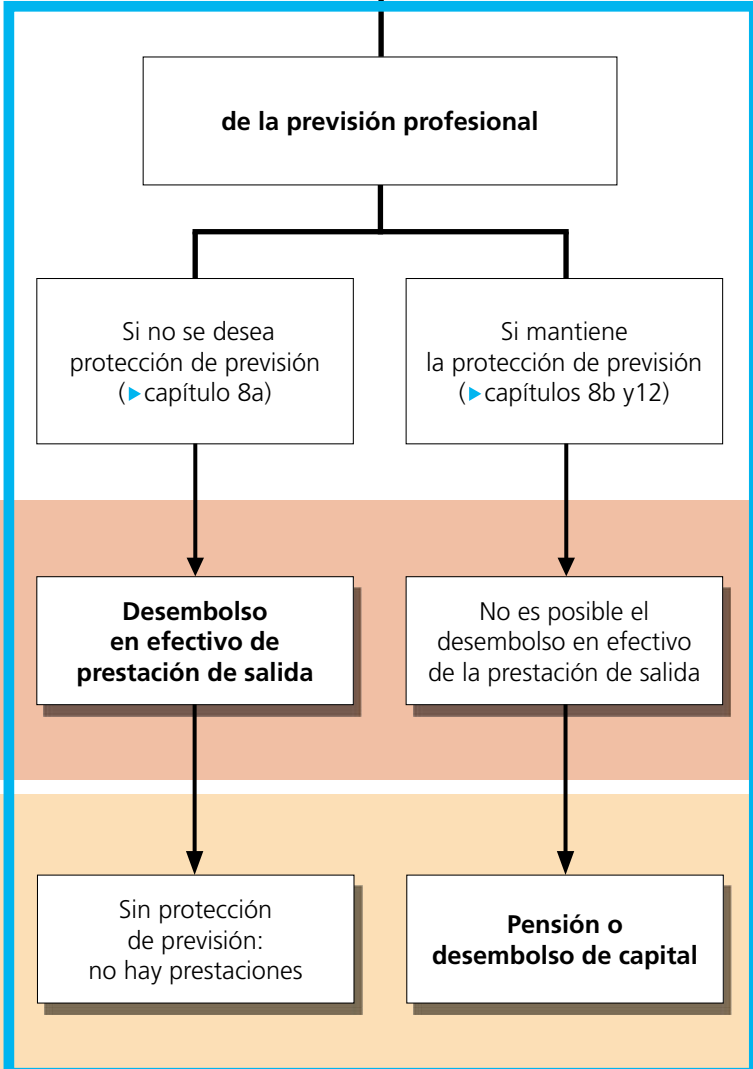 de la previsión profesional
Si no se desea
protección de previsión
(▶capítulo 8a)
Si mantiene
la protección de previsión
(▶capítulos 8b y12)
Desembolso
en efectivo de
prestación de salida
No es posible el
desembolso en efectivo
de la prestación de salida
Sin protección
de previsión:
no hay prestaciones
Pensión o
desembolso de capital